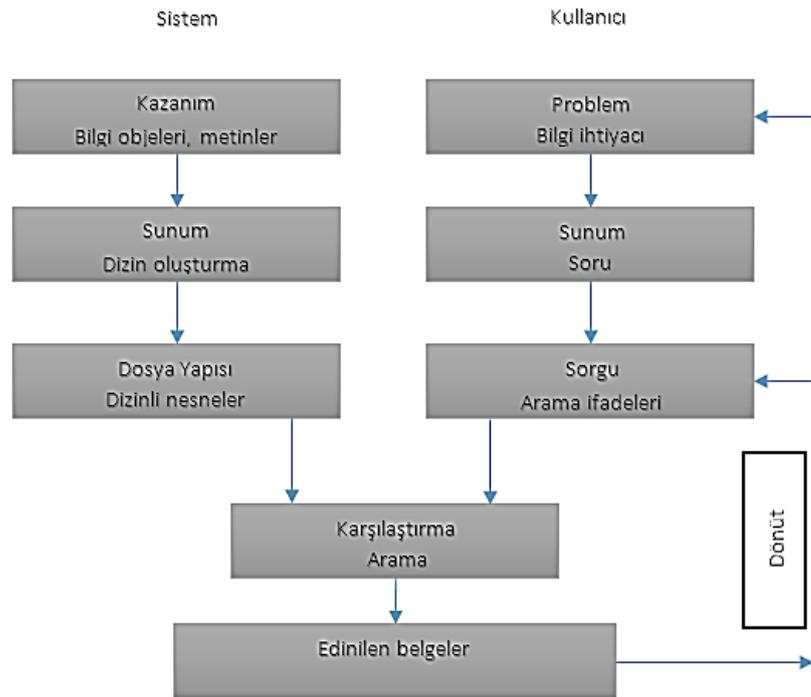 Sistem
Kullanıcı
Kazanım
Bilgi objeleri, metinler
Problem
Bilgi ihtiyacı
Sunum
Dizin oluşturma
Sunum
Soru
Dosya Yapısı
Dizinli nesneler
Sorgu
Arama ifadeleri
Karşılaştırma
Arama
Dönüt
Edinilen belgeler